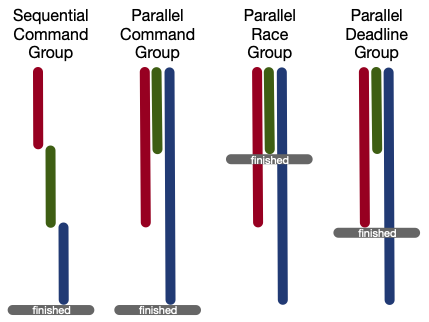 Sequential
Command
Group
Parallel
Command
Group
Parallel
Race
Group
Parallel
Deadline
Group
finished
finished
finished
finished